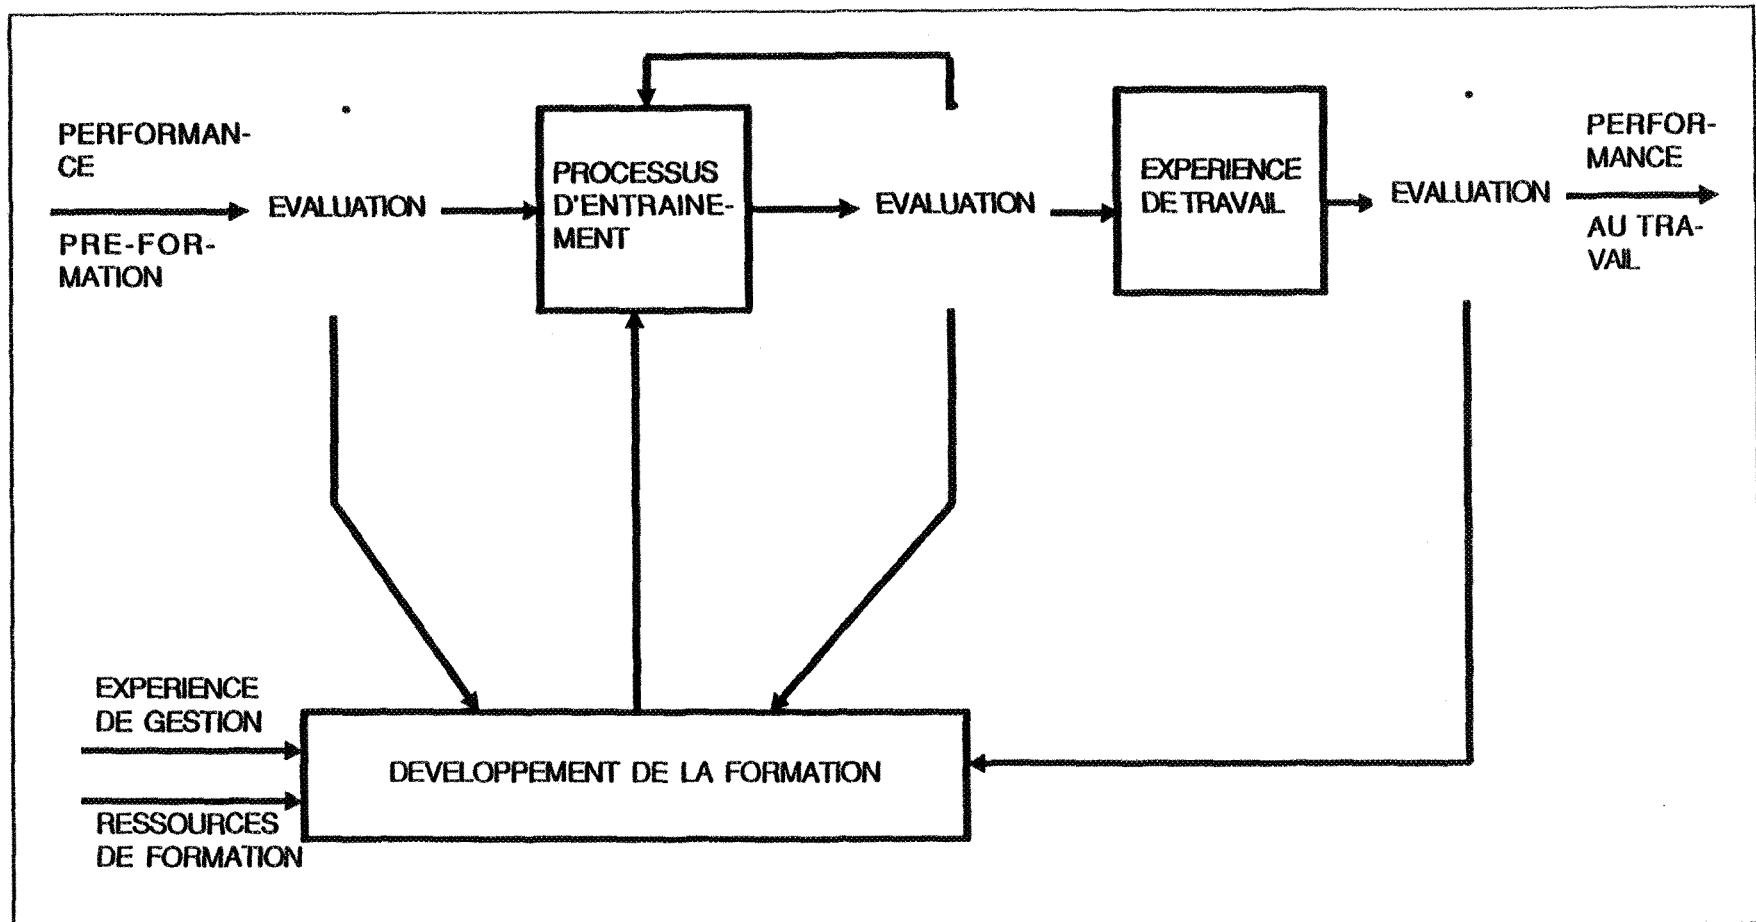 PERFORMAN-
CE
PRE-FOR-
MATION
EVALUATION
PROCESSUS
D'ENTRAINE-
MENT
EVALUATION
EXPERIENCE
DE TRAVAIL
EVALUATION
PERFOR-
MANCE
AU TRA-
VAIL
EXPERIENCE
DE GESTION
RESSOURCES
DE FORMATION
DEVELOPPEMENT DE LA FORMATION